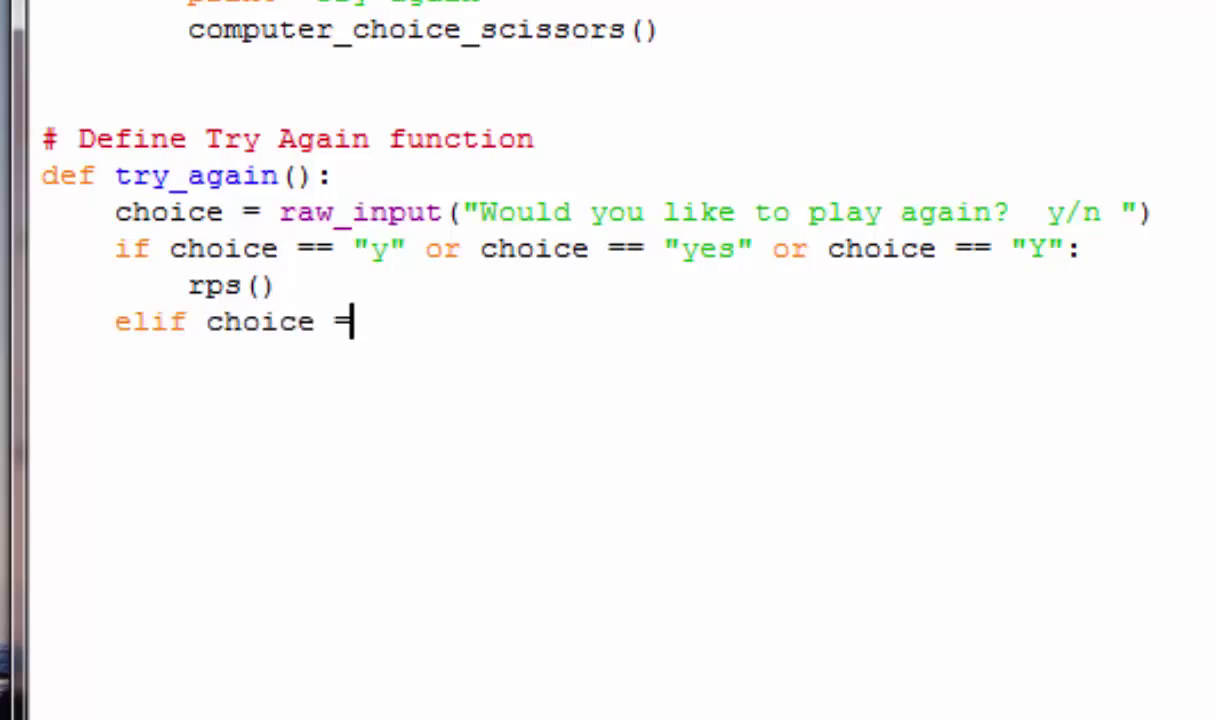 computer_choice_scissors()
# Define Try Again function
def try_again():
choice = raw_input("Would you like to play again?  y/n ")
if choice == "y" or choice == "yes" or choice == "Y":
rps()
elif choice =